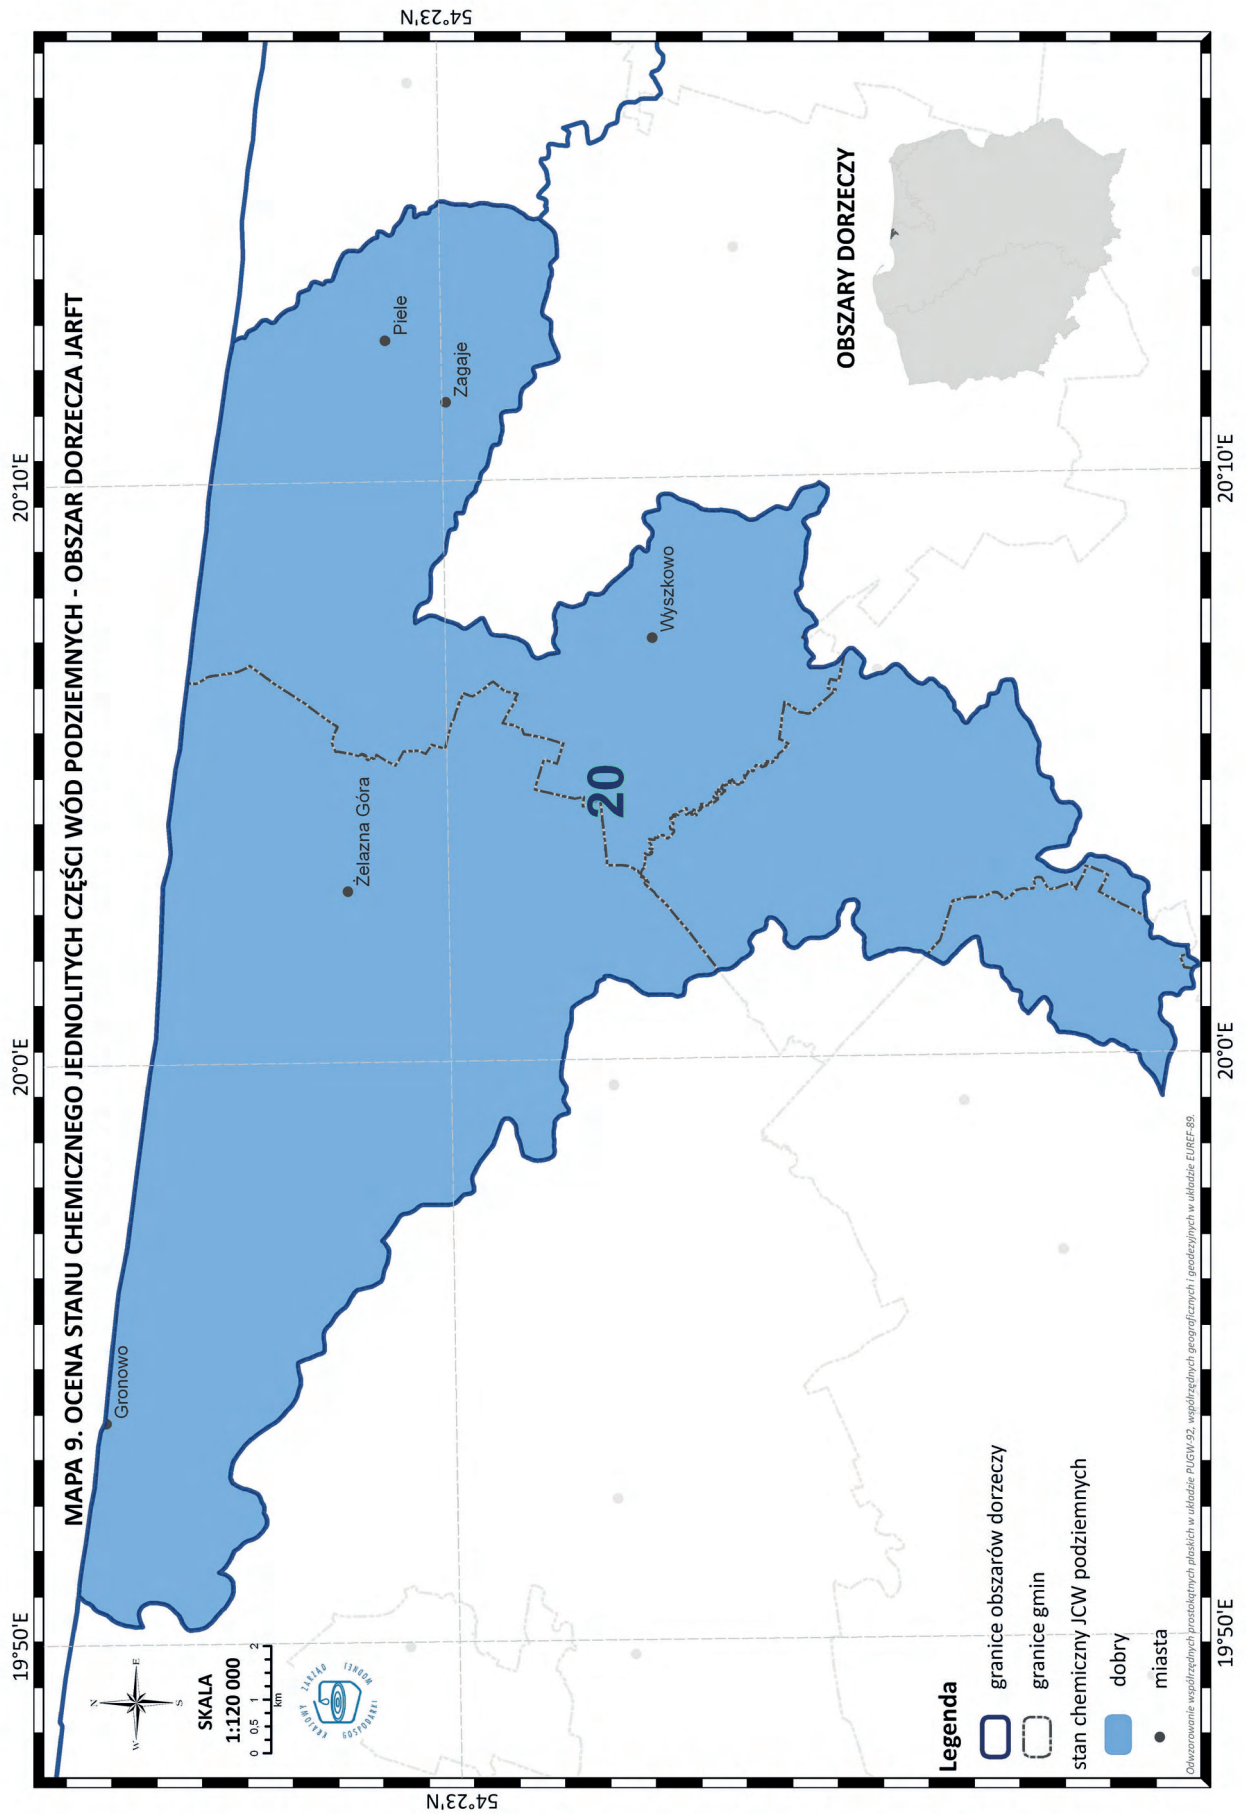 MAPA 9. OCENA STANU CHEMICZNEGO JEDNOLITYCH CZĘŚCI WÓD PODZIEMNYCH - OBSZAR DORZECZA JARFT
19°50'E
20°0'E
20°10'E
54°23'N
54°23'N
N
W
E
S
SKALA
1:120 000
0 0,5 1 2
km
KRAJOWY ZARZĄD
GOSPODARKI WODNEJ
Gronowo
Żelazna Góra
Piele
Zagaje
Wyszkowo
20
OBSZARY DORZECZY
Legenda
granice obszarów dorzeczy
granice gmin
stan chemiczny JCW podziemnych
dobry
miasta
Odwzorowanie współrzędnych prostokątnych płaskich w układzie PUGW-92, współrzędnych geograficznych i geodezyjnych w układzie EUREF-89.
19°50'E
20°0'E
20°10'E